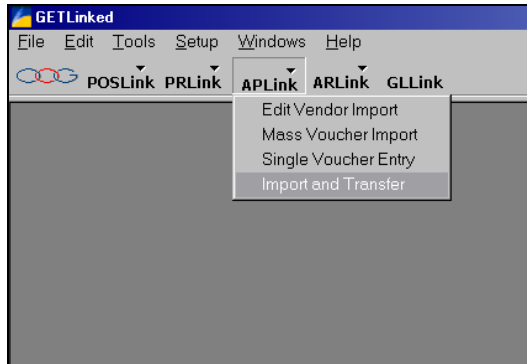 GETLinked
File Edit Tools Setup Windows Help
POSLink PRLink APLink ARLink GLLink
Edit Vendor Import
Mass Voucher Import
Single Voucher Entry
Import and Transfer